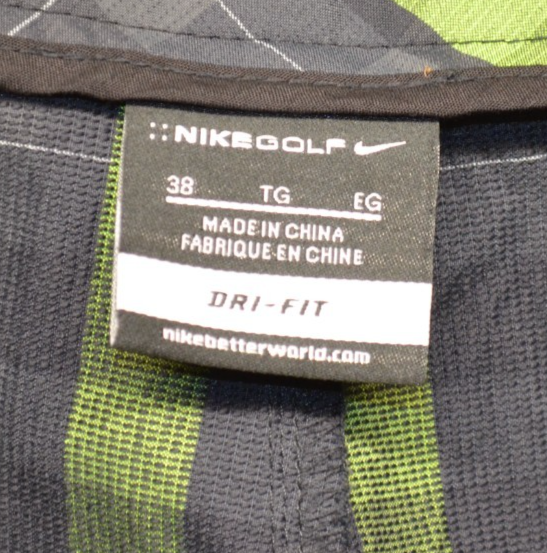 NIKEGOLF
38 TG EG
MADE IN CHINA
FABRIQUE EN CHINE
DRI-FIT
nikebetterworld.com